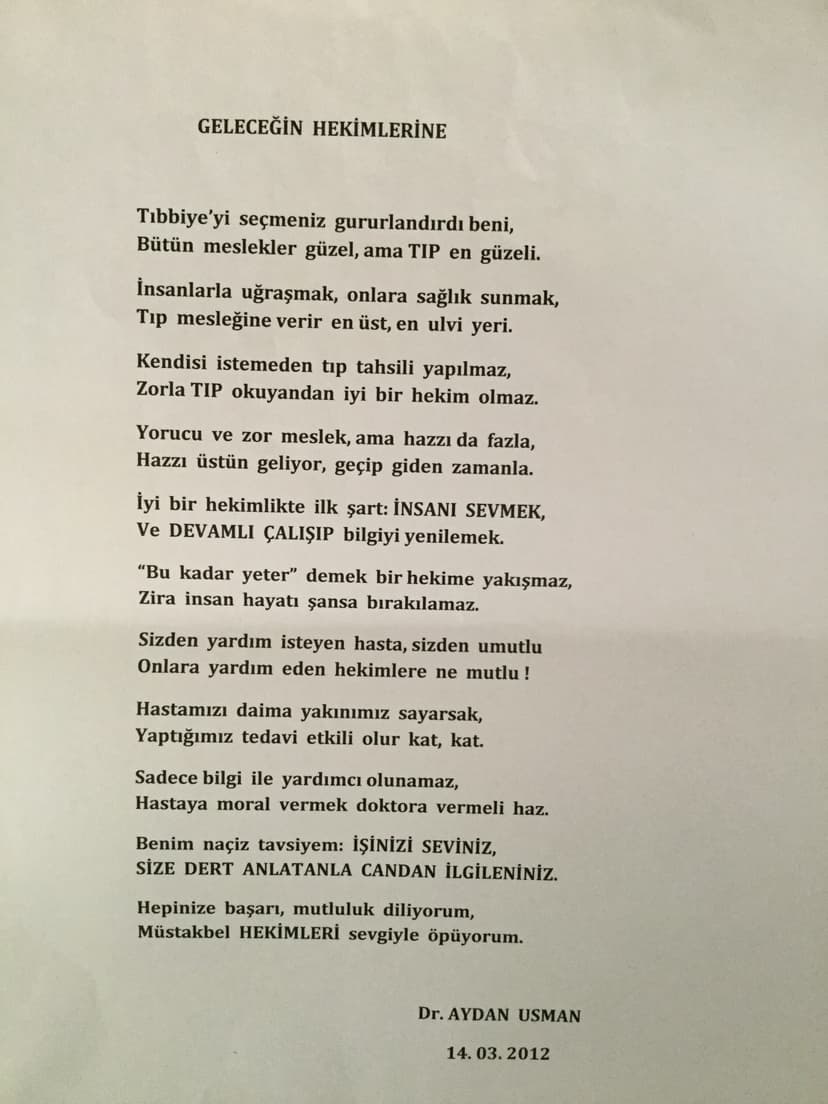 GELECEĞİN HEKİMLERİNE
Tıbbiye'yi seçmeniz gururlandırdı beni,
Bütün meslekler güzel, ama TIP en güzeli.
İnsanlarla uğraşmak, onlara sağlık sunmak,
Tıp mesleğine verir en üst, en ulvi yeri.
Kendisi istemeden tıp tahsili yapılmaz,
Zorla TIP okuyandan iyi bir hekim olmaz.
Yorucu ve zor meslek, ama hazzı da fazla,
Hazzı üstün geliyor, geçip giden zamanla.
İyi bir hekimlikte ilk şart: İNSANI SEVMEK,
Ve DEVAMLI ÇALIŞIP bilgiyi yenilemek.
"Bu kadar yeter" demek bir hekime yakışmaz,
Zira insan hayatı şansa bırakılamaz.
Sizden yardım isteyen hasta, sizden umutlu
Onlara yardım eden hekimlere ne mutlu !
Hastamızı daima yakınımız sayarsak,
Yaptığımız tedavi etkili olur kat, kat.
Sadece bilgi ile yardımcı olunamaz,
Hastaya moral vermek doktora vermeli haz.
Benim naçiz tavsiyem: İŞİNİZİ SEVİNİZ,
SİZE DERT ANLATANLA CANDAN İLGİLENİNİZ.
Hepinize başarı, mutluluk diliyorum,
Müstakbel HEKİMLERİ sevgiyle öpüyorum.
Dr. AYDAN USMAN
14. 03. 2012